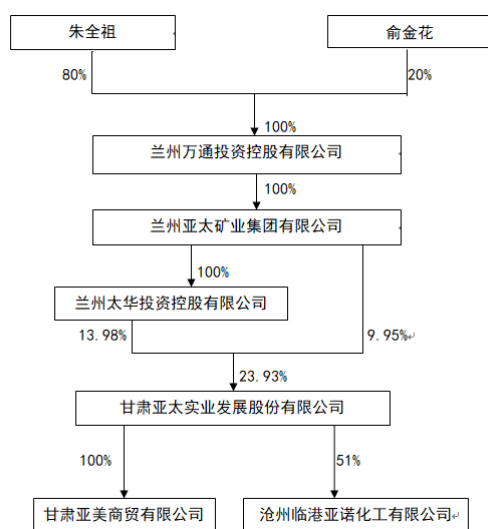 朱全祖
俞金花
80%
20%
100%
兰州万通投资控股有限公司
100%
兰州亚太矿业集团有限公司
100%
兰州太华投资控股有限公司
13.98%
9.95%
23.93%
甘肃亚太实业发展股份有限公司
100%
51%
甘肃亚美商贸有限公司
沧州临港亚诺化工有限公司